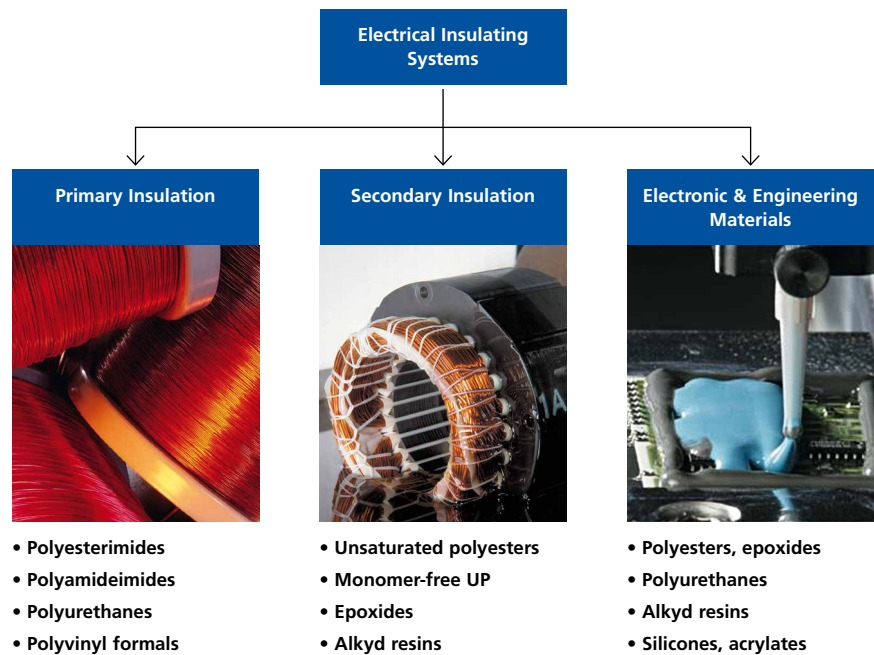 Electrical Insulating
Systems
Primary Insulation
Secondary Insulation
Electronic & Engineering
Materials
1A
• Polyesterimides
• Polyamideimides
• Polyurethanes
• Polyvinyl formals
• Unsaturated polyesters
• Monomer-free UP
• Epoxides
• Alkyd resins
• Polyesters, epoxides
• Polyurethanes
• Alkyd resins
• Silicones, acrylates